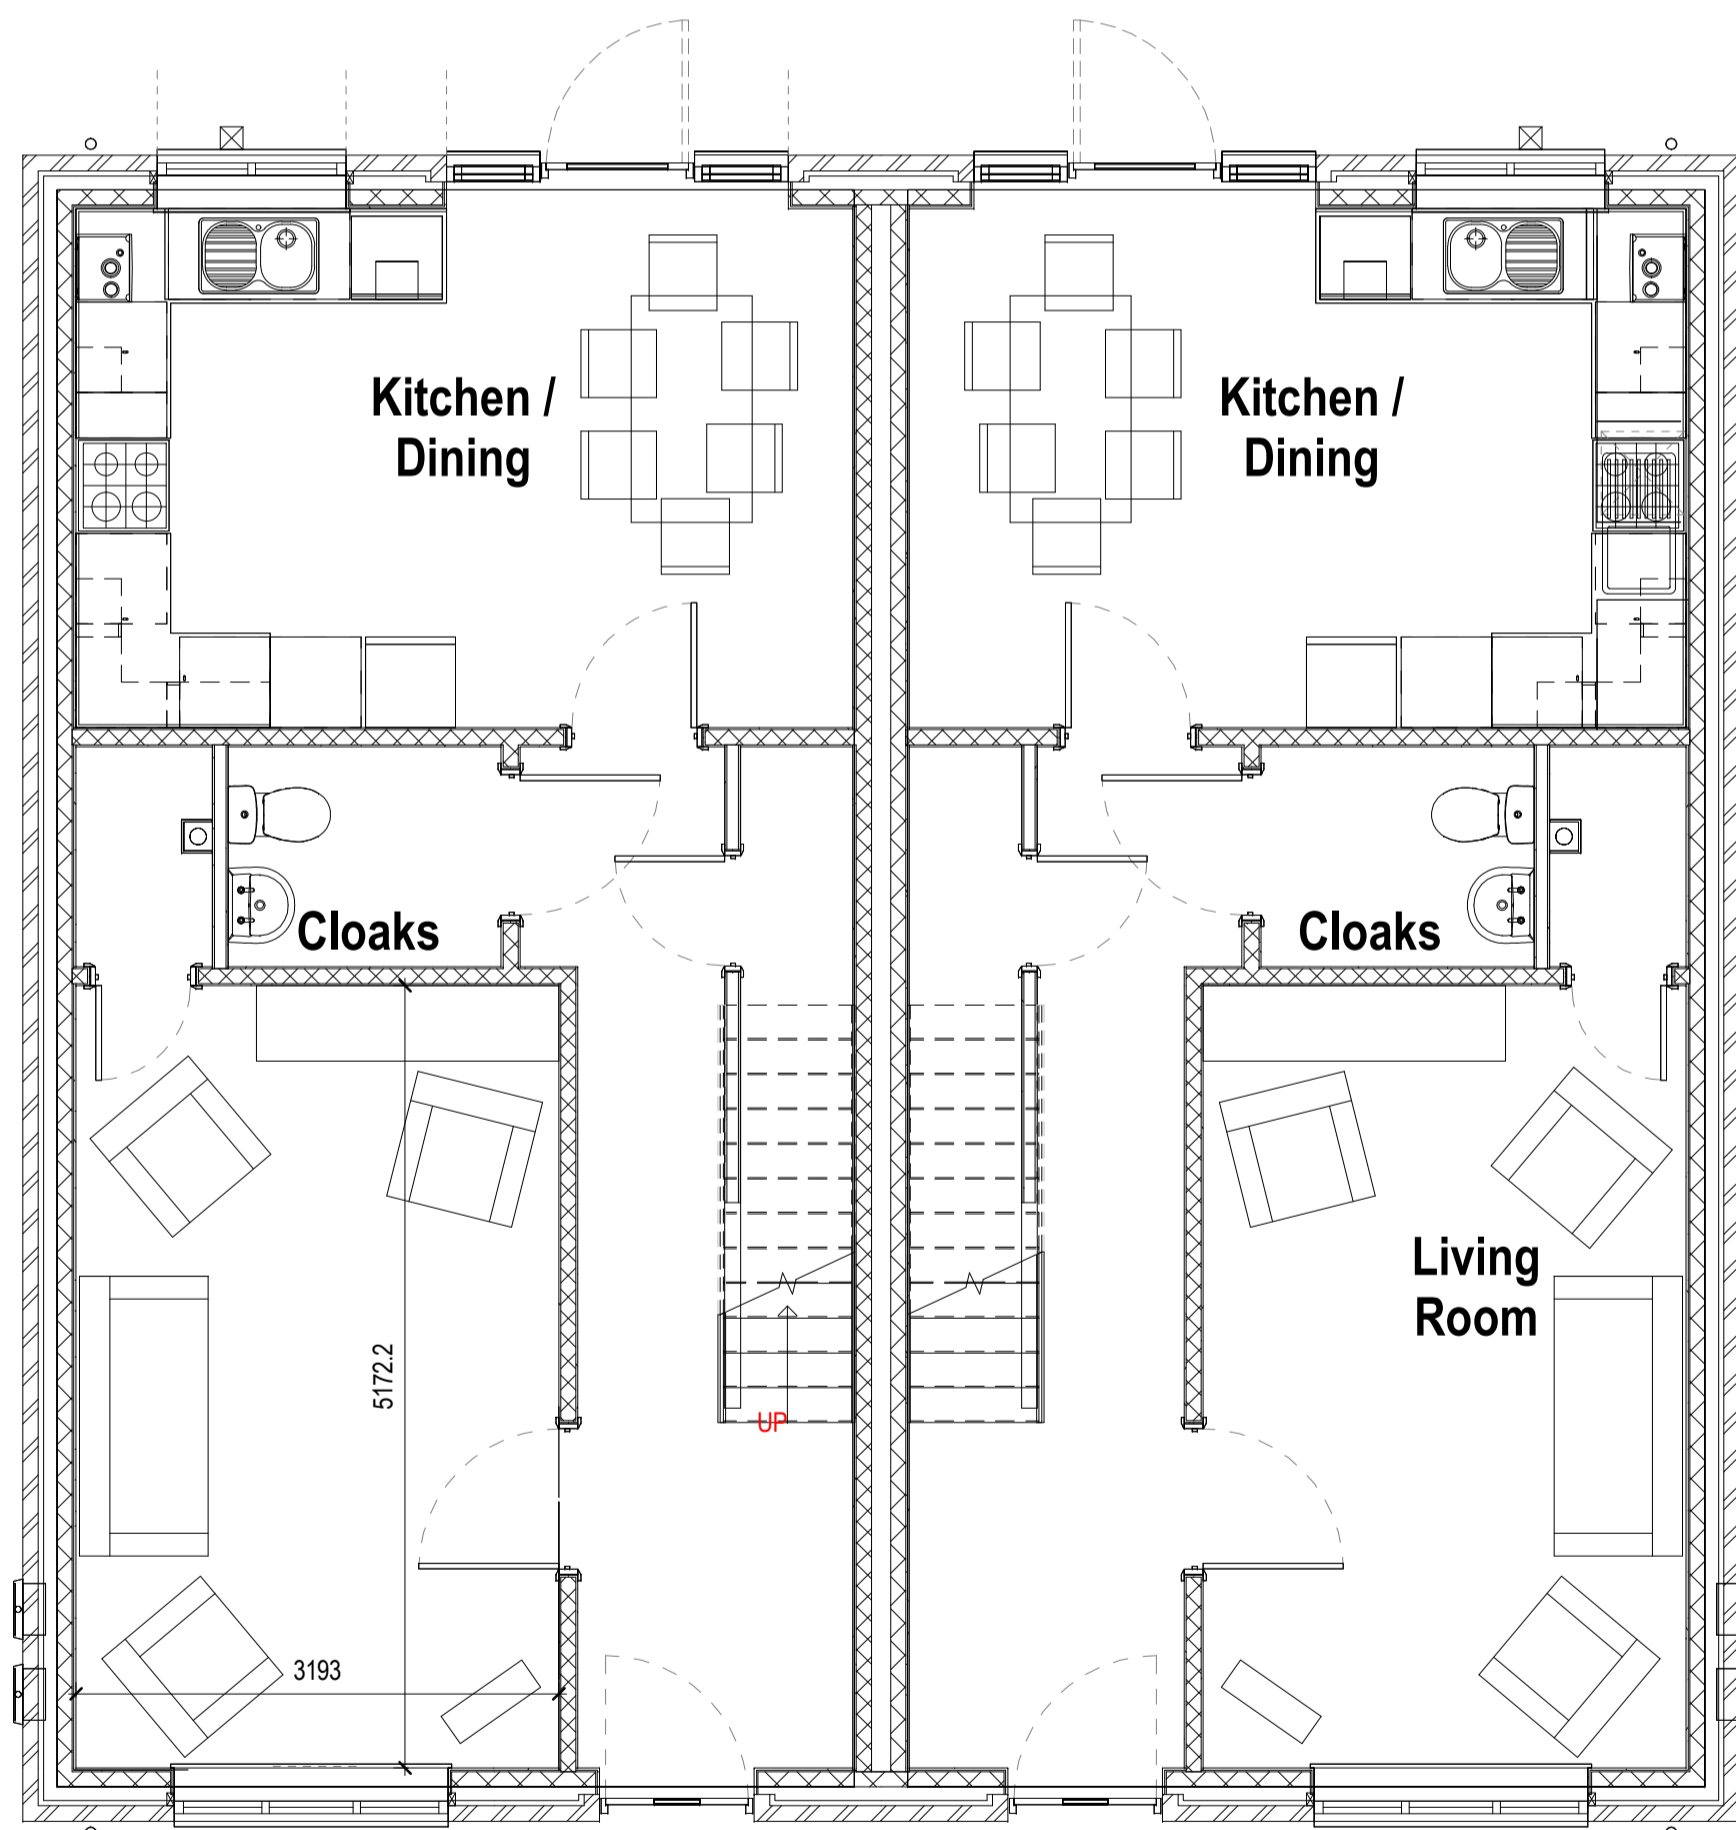 Kitchen /
Dining
Kitchen /
Dining
Cloaks
Cloaks
Living
Room
5172.2
UP
3193